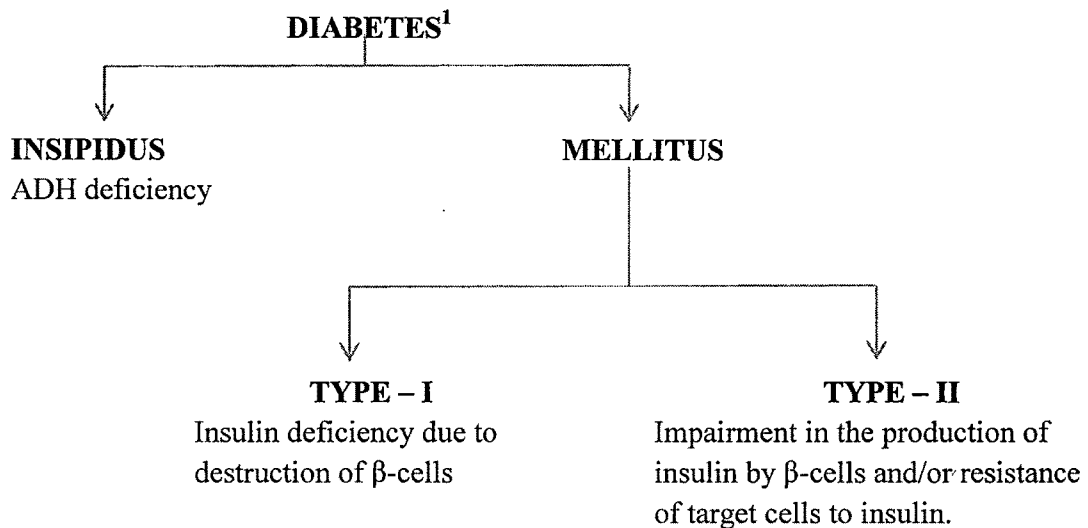 DIABETES¹
INSIPIDUS
ADH deficiency
MELLITUS
TYPE – I
Insulin deficiency due to
destruction of β-cells
TYPE – II
Impairment in the production of
insulin by β-cells and/or resistance
of target cells to insulin.